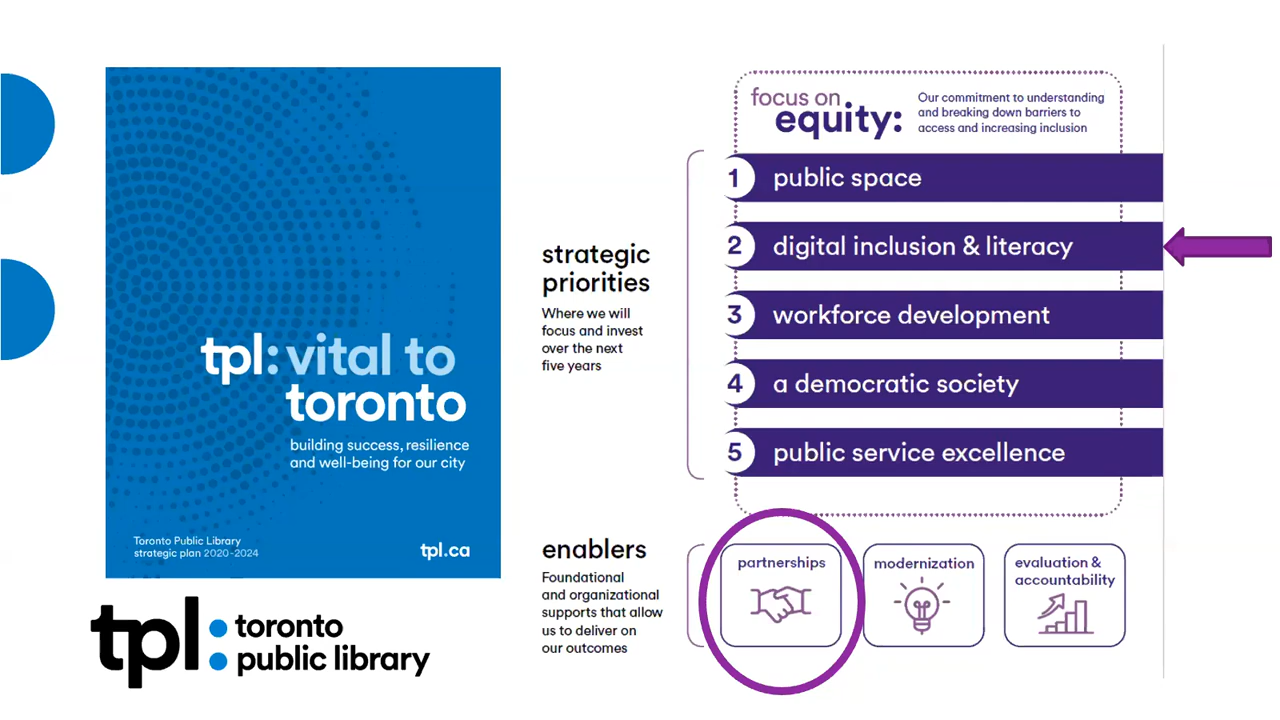 tpl: vital to
toronto
building success, resilience
and well-being for our city
Toronto Public Library
strategic plan 2020-2024
tpl.ca
tpl: toronto
public library
focus on
equity:
Our commitment to understanding
and breaking down barriers to
access and increasing inclusion
strategic
priorities
Where we will
focus and invest
over the next
five years
1 public space
2 digital inclusion & literacy
3 workforce development
4 a democratic society
5 public service excellence
enablers
Foundational
and organizational
supports that allow
us to deliver on
our outcomes
partnerships
modernization
evaluation &
accountability